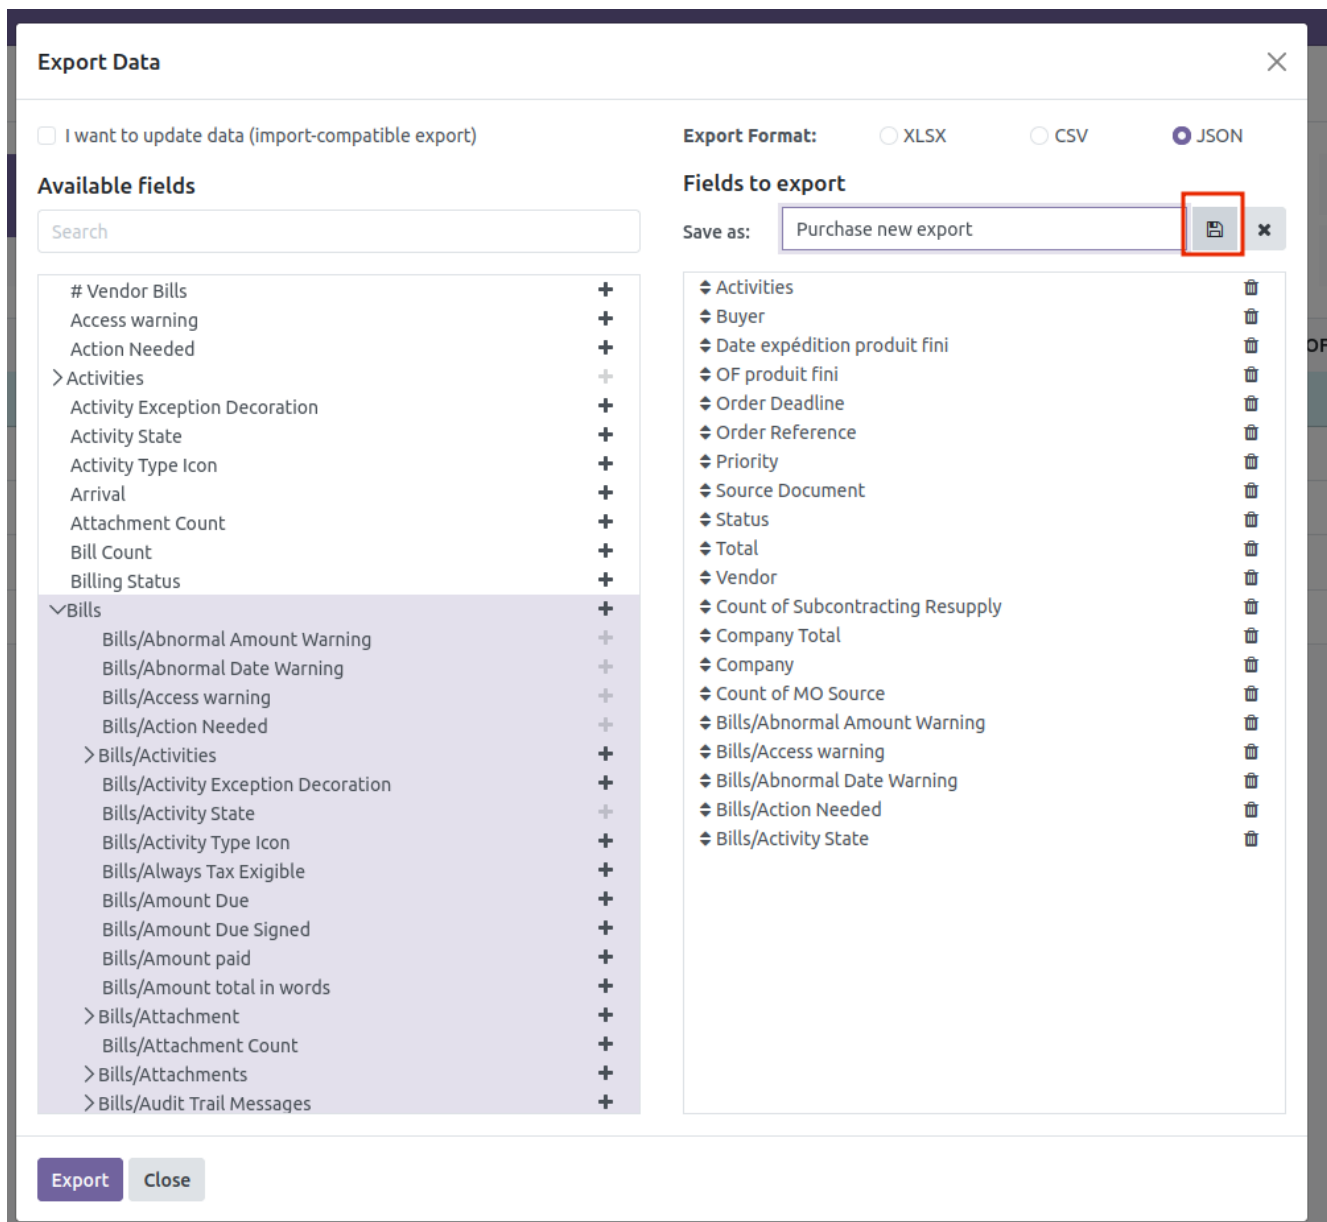 Export Data
I want to update data (import-compatible export)
Export Format: XLSX CSV JSON
Available fields
Search
# Vendor Bills
Access warning
Action Needed
Activities
Activity Exception Decoration
Activity State
Activity Type Icon
Arrival
Attachment Count
Bill Count
Billing Status
Bills
Bills/Abnormal Amount Warning
Bills/Abnormal Date Warning
Bills/Access warning
Bills/Action Needed
Bills/Activities
Bills/Activity Exception Decoration
Bills/Activity State
Bills/Activity Type Icon
Bills/Always Tax Exigible
Bills/Amount Due
Bills/Amount Due Signed
Bills/Amount paid
Bills/Amount total in words
Bills/Attachment
Bills/Attachment Count
Bills/Attachments
Bills/Audit Trail Messages
Fields to export
Save as: Purchase new export
Activities
Buyer
Date expédition produit fini
OF produit fini
Order Deadline
Order Reference
Priority
Source Document
Status
Total
Vendor
Count of Subcontracting Resupply
Company Total
Company
Count of MO Source
Bills/Abnormal Amount Warning
Bills/Access warning
Bills/Abnormal Date Warning
Bills/Action Needed
Bills/Activity State
Export Close